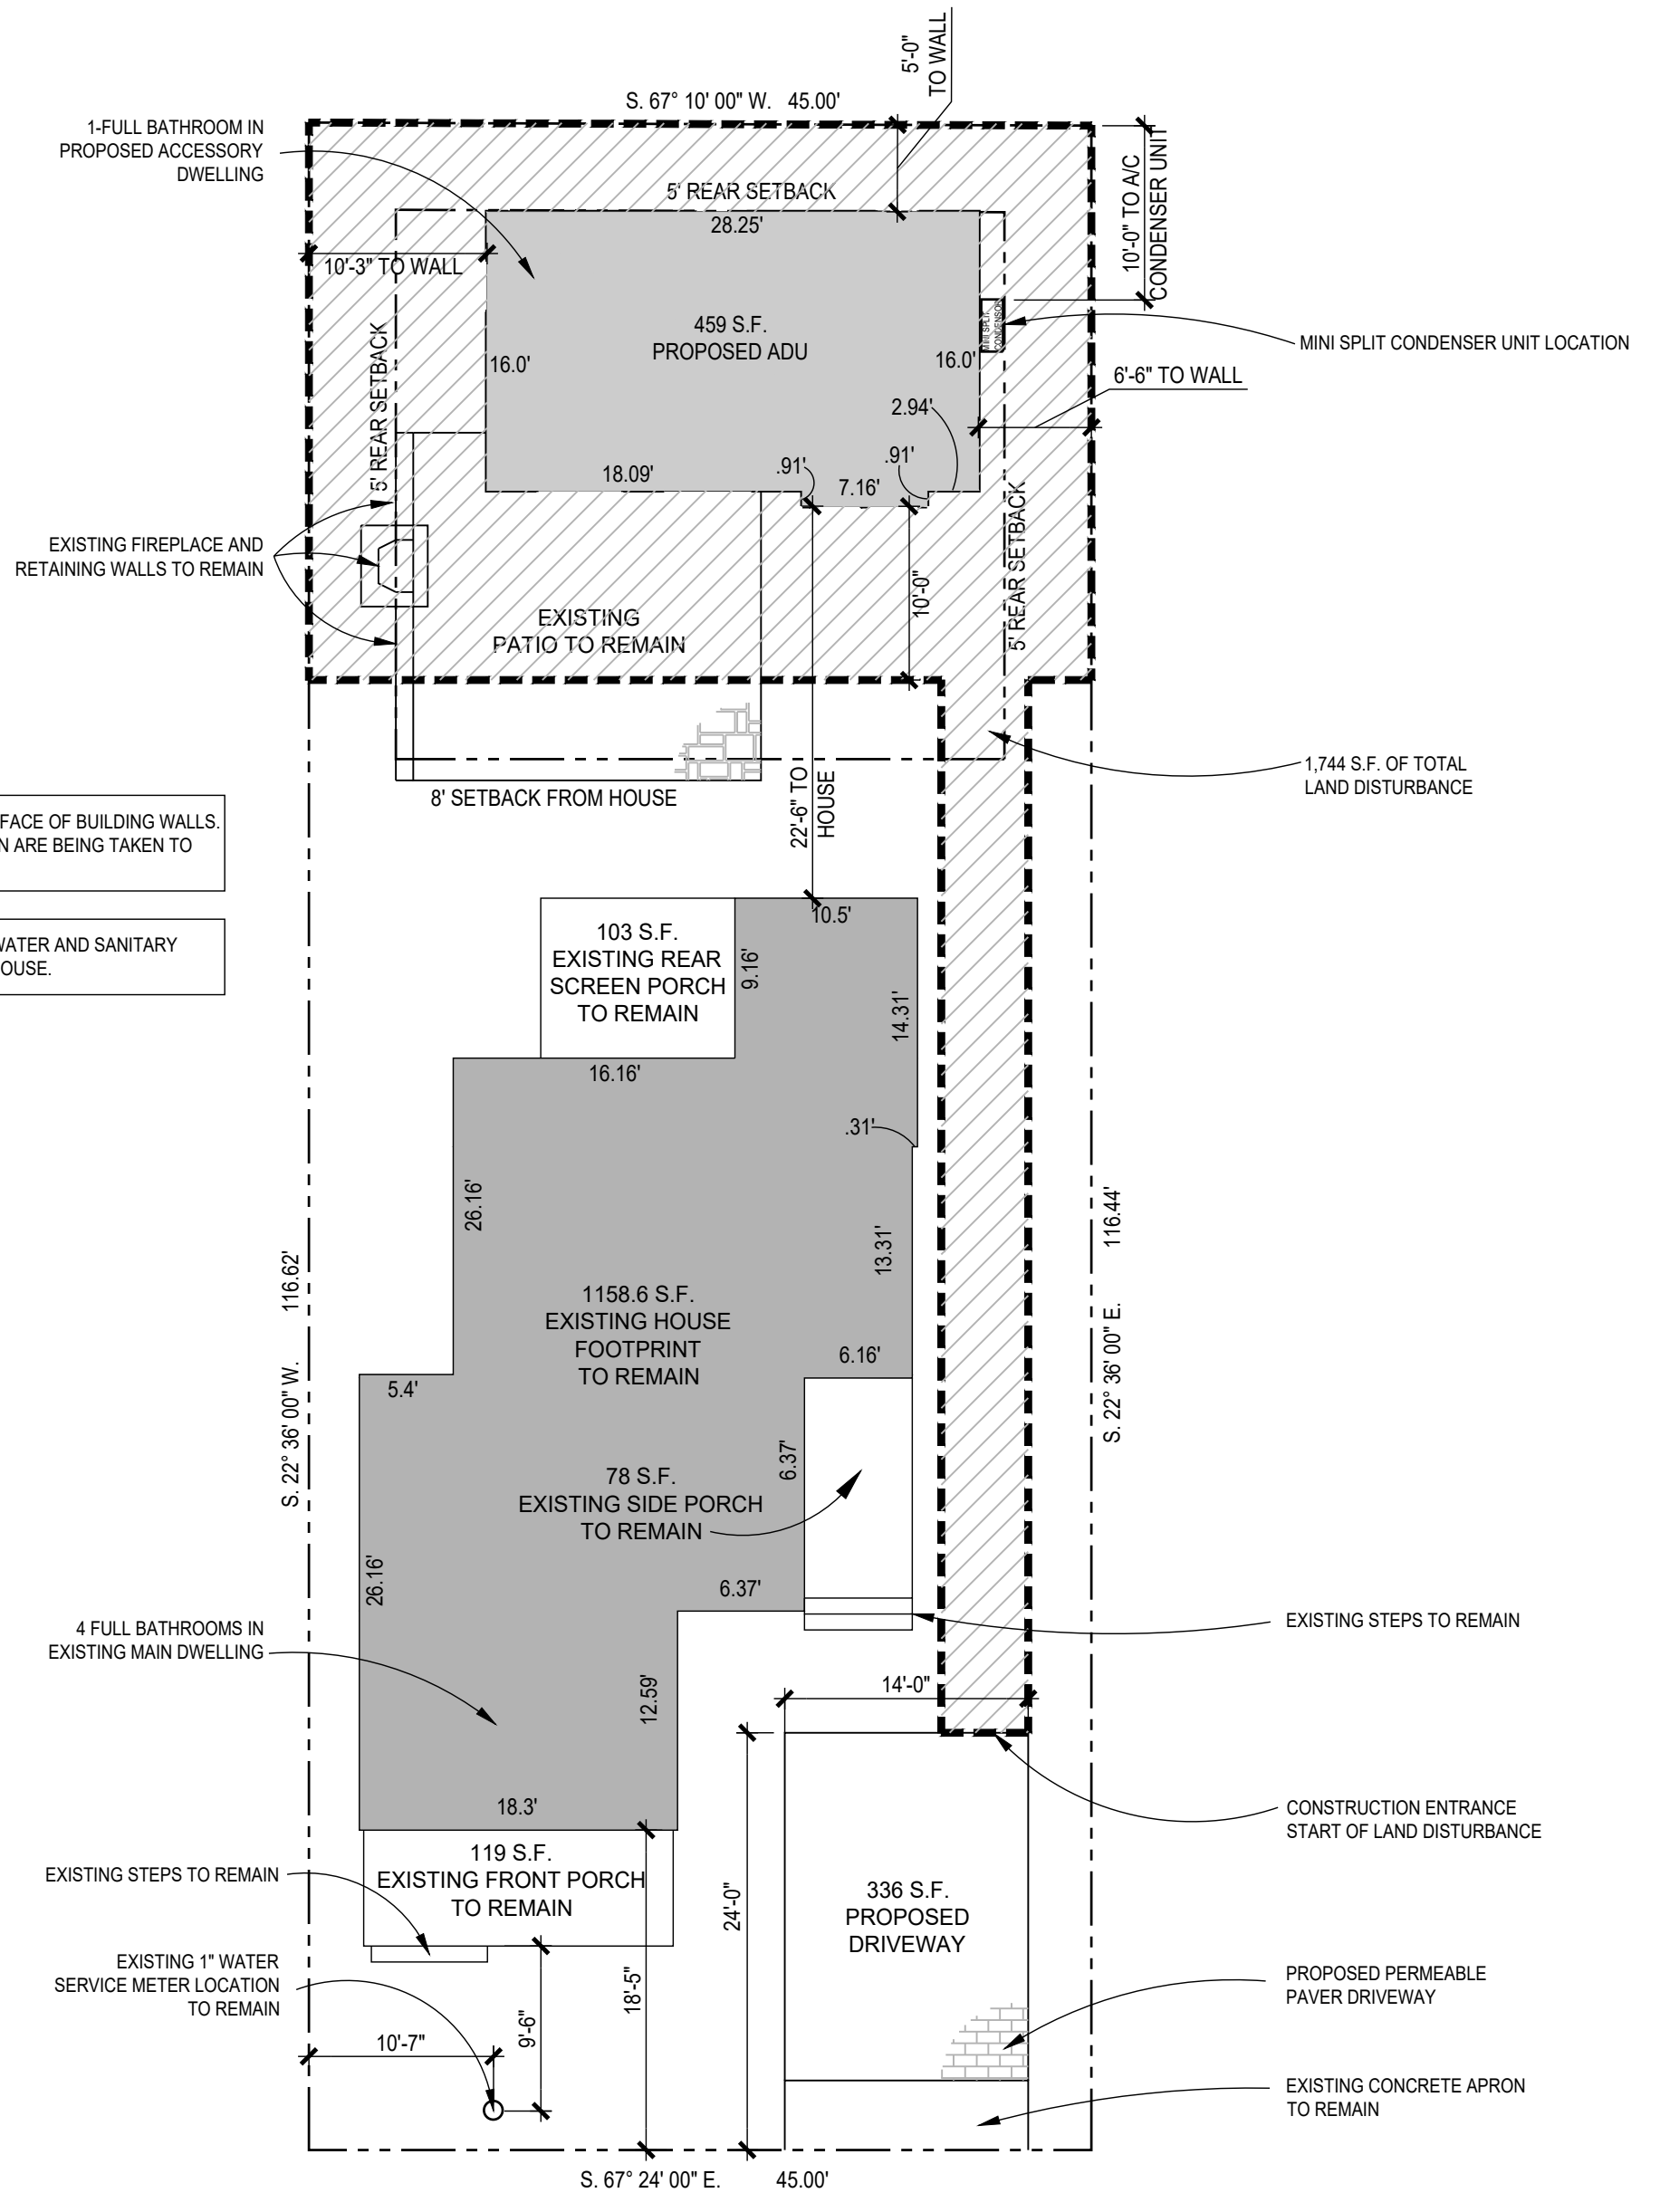 5'-0"
TO WALL
S. 67° 10' 00" W. 45.00'
1-FULL BATHROOM IN
PROPOSED ACCESSORY
DWELLING
10'-0" TO A/C
CONDENSER UNIT
5' REAR SETBACK
28.25'
10'-3" TO WALL
459 S.F.
PROPOSED ADU
MINI SPLIT
CONDENSOR
MINI SPLIT CONDENSER UNIT LOCATION
5' REAR SETBACK
16.0'
16.0'
6'-6" TO WALL
2.94'
.91'
.91'
18.09'
7.16'
5' REAR SETBACK
EXISTING FIREPLACE AND
RETAINING WALLS TO REMAIN
10'-0"
EXISTING
PATIO TO REMAIN
1,744 S.F. OF TOTAL
LAND DISTURBANCE
8' SETBACK FROM HOUSE
22'-6" TO
HOUSE
FACE OF BUILDING WALLS.
N ARE BEING TAKEN TO
WATER AND SANITARY
OUSE.
10.5'
103 S.F.
EXISTING REAR
SCREEN PORCH
TO REMAIN
9.16'
14.31'
16.16'
.31'
26.16'
13.31'
116.62'
S. 22° 36' 00" W.
116.44'
S. 22° 36' 00" E.
1158.6 S.F.
EXISTING HOUSE
FOOTPRINT
TO REMAIN
6.16'
5.4'
6.37'
78 S.F.
EXISTING SIDE PORCH
TO REMAIN
26.16'
6.37'
4 FULL BATHROOMS IN
EXISTING MAIN DWELLING
EXISTING STEPS TO REMAIN
12.59'
14'-0"
18.3'
CONSTRUCTION ENTRANCE
START OF LAND DISTURBANCE
119 S.F.
EXISTING FRONT PORCH
TO REMAIN
EXISTING STEPS TO REMAIN
24'-0"
336 S.F.
PROPOSED
DRIVEWAY
EXISTING 1" WATER
SERVICE METER LOCATION
TO REMAIN
18'-5"
9'-6"
10'-7"
PROPOSED PERMEABLE
PAVER DRIVEWAY
EXISTING CONCRETE APRON
TO REMAIN
S. 67° 24' 00" E. 45.00'